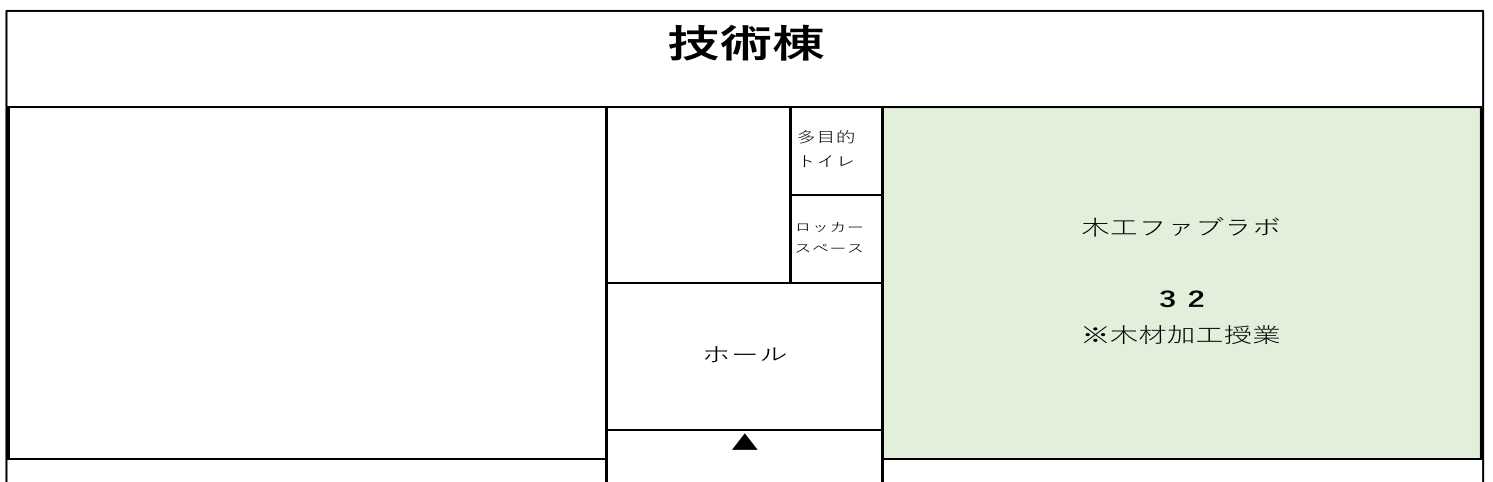 技術棟
多目的
トイレ
ロッカー
スペース
木工ファブラボ
３２
※木材加工授業
ホール